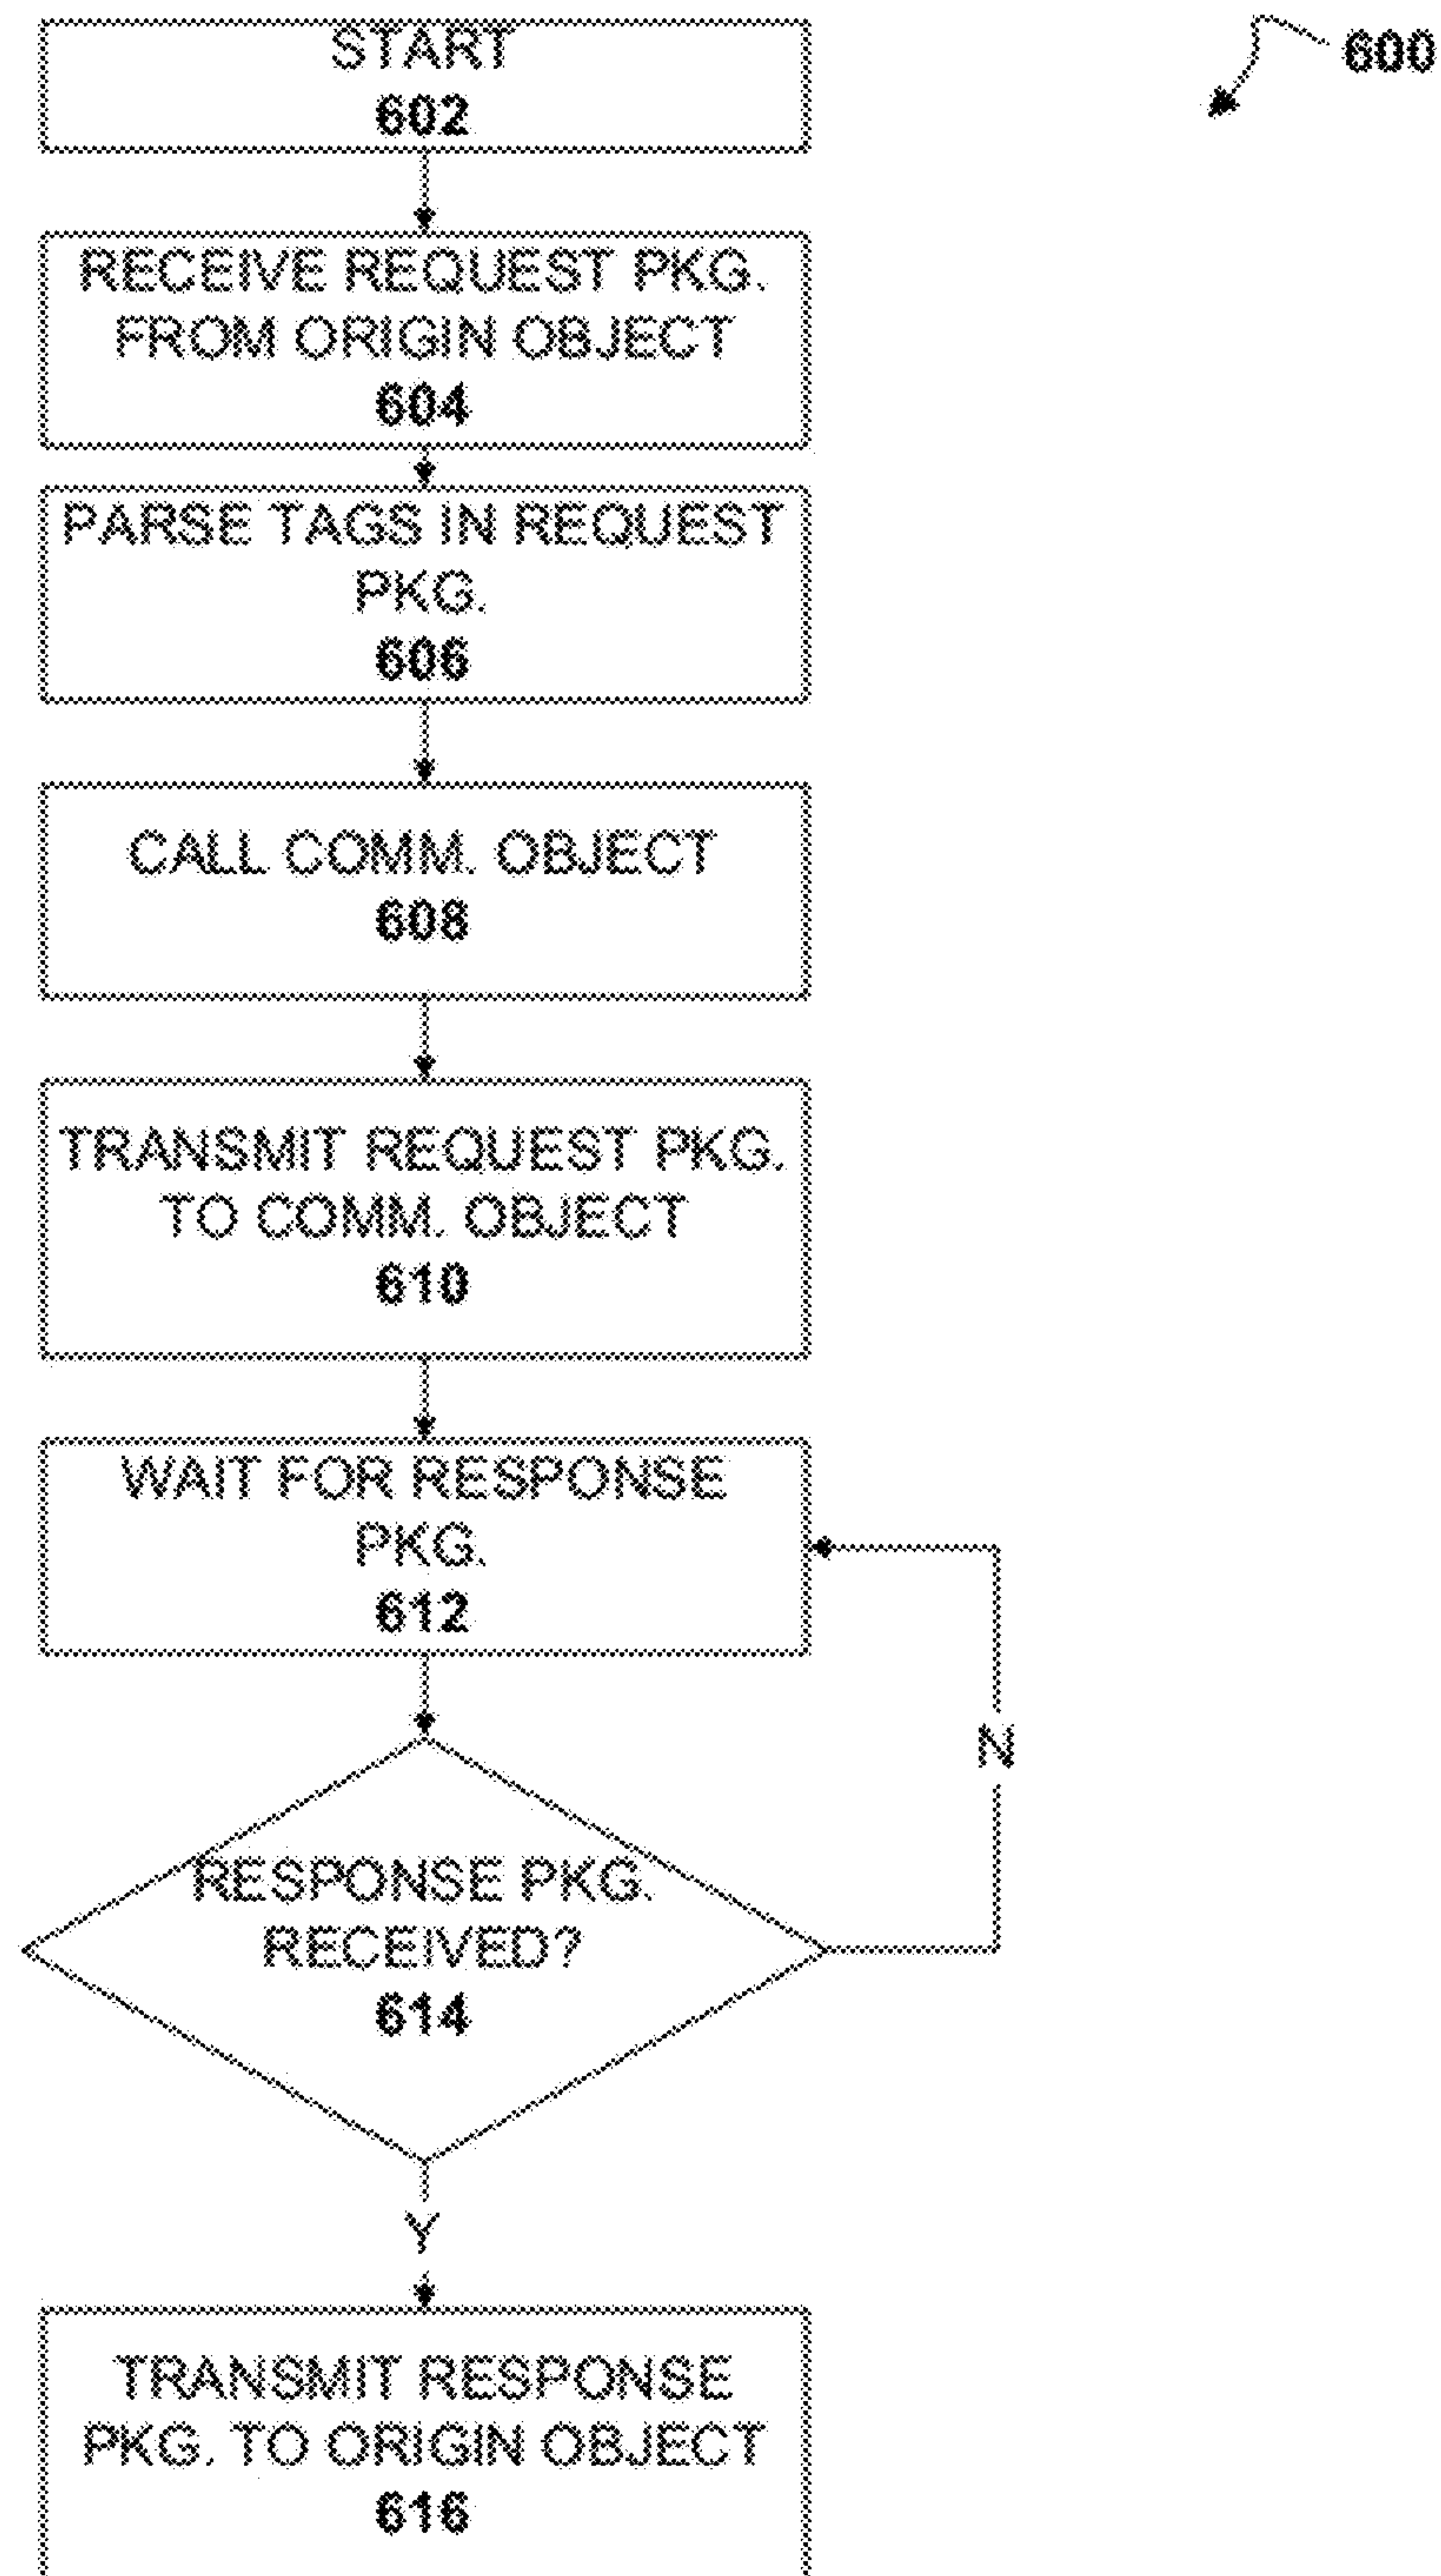 START
602
600
RECEIVE REQUEST PKG.
FROM ORIGIN OBJECT
604
PARSE TAGS IN REQUEST
PKG.
606
CALL COMM. OBJECT
608
TRANSMIT REQUEST PKG.
TO COMM. OBJECT
610
WAIT FOR RESPONSE
PKG.
612
N
RESPONSE PKG.
RECEIVED?
614
Y
TRANSMIT RESPONSE
PKG. TO ORIGIN OBJECT
616